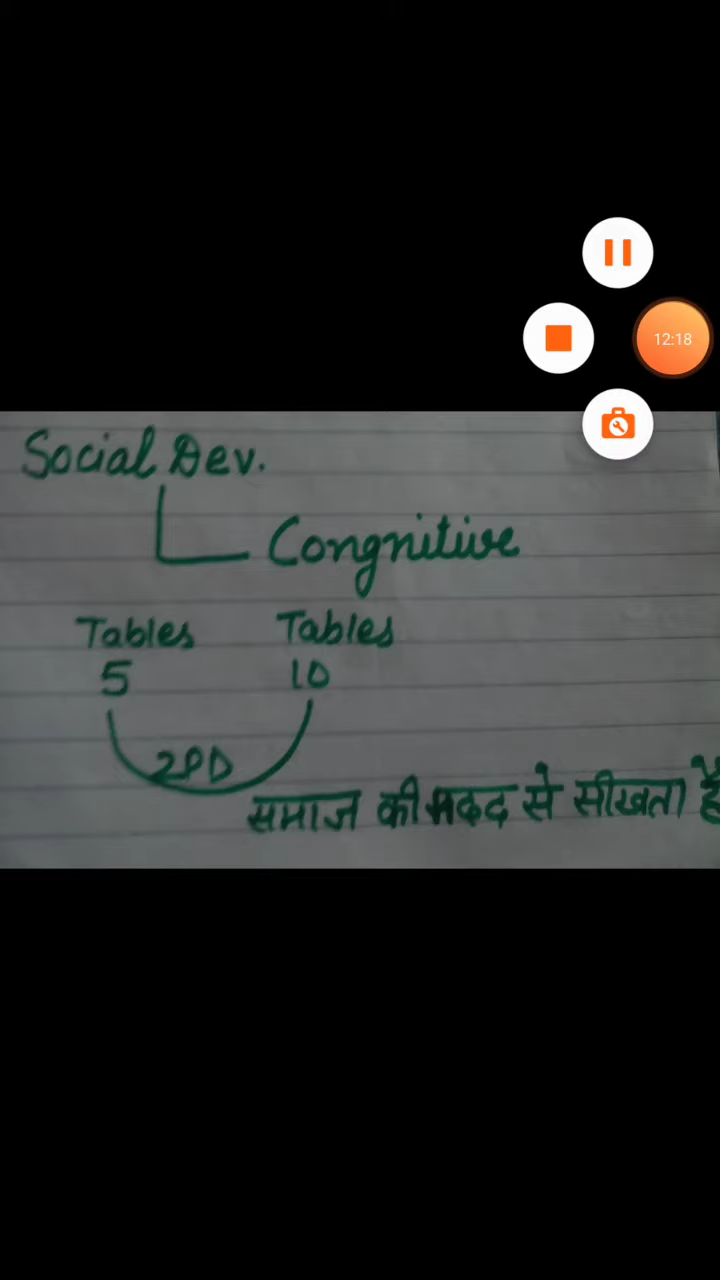 12:18
Social Dev.
Congnitive
Tables Tables
5 10
ZPD
समाज की मदद से सीखता है